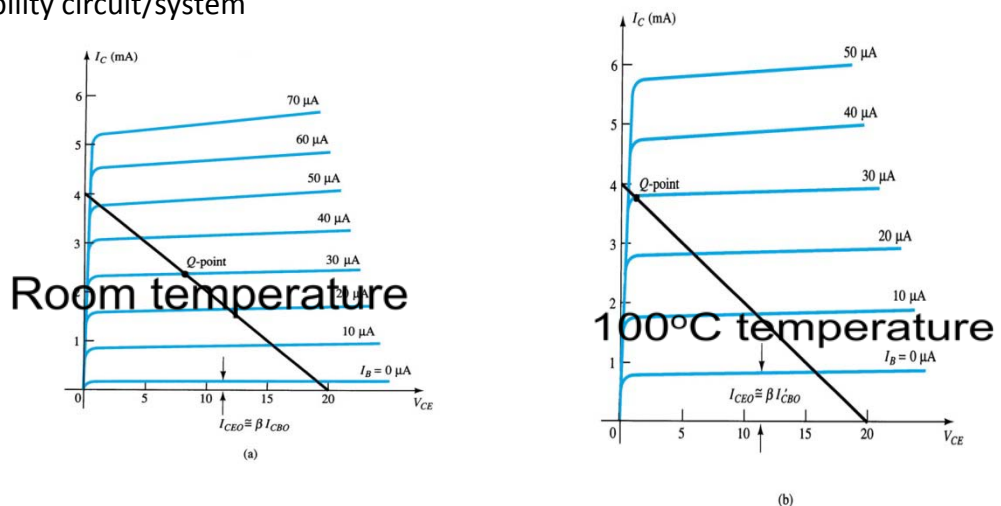 bility circuit/system
I_C (mA)
6
5
4
3
1
0
5
10
15
20
V_CE
70 μA
60 μA
50 μA
40 μA
30 μA
20 μA
10 μA
I_B = 0 μA
Q-point
Room temperature
I_CEO ≅ β I_CBO
(a)
I_C (mA)
6
5
4
3
2
1
0
5
10
15
20
V_CE
50 μA
40 μA
30 μA
20 μA
10 μA
I_B = 0 μA
Q-point
100°C temperature
I_CEO ≅ β I′_CBO
(b)